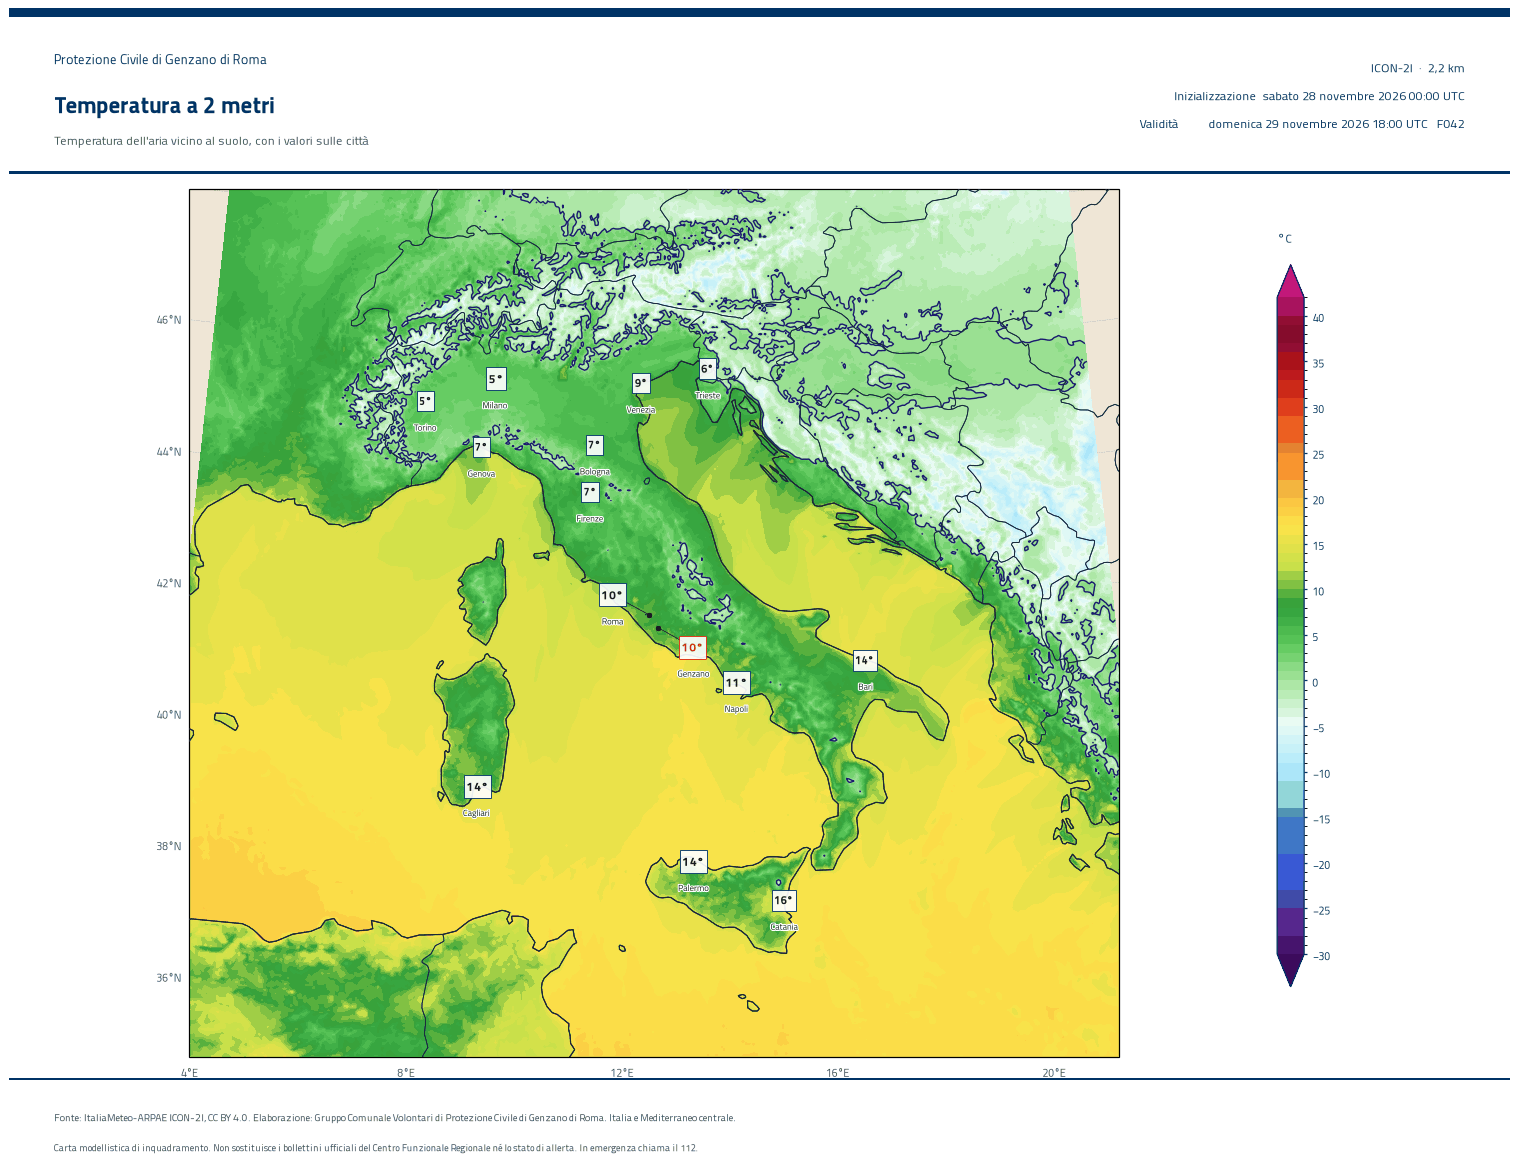 Protezione Civile di Genzano di Roma
Temperatura a 2 metri
Temperatura dell'aria vicino al suolo, con i valori sulle città
ICON-2I · 2,2 km
Inizializzazione sabato 28 novembre 2026 00:00 UTC
Validità domenica 29 novembre 2026 18:00 UTC F042
°C
40
35
30
25
20
15
10
5
0
−5
−10
−15
−20
−25
−30
46°N
44°N
42°N
40°N
38°N
36°N
4°E
8°E
12°E
16°E
20°E
5°
Torino
5°
Milano
9°
Venezia
6°
Trieste
7°
Genova
7°
Bologna
7°
Firenze
10°
Roma
10°
Genzano
11°
Napoli
14°
Bari
14°
Cagliari
14°
Palermo
16°
Catania
Fonte: ItaliaMeteo-ARPAE ICON-2I, CC BY 4.0. Elaborazione: Gruppo Comunale Volontari di Protezione Civile di Genzano di Roma. Italia e Mediterraneo centrale.
Carta modellistica di inquadramento. Non sostituisce i bollettini ufficiali del Centro Funzionale Regionale né lo stato di allerta. In emergenza chiama il 112.